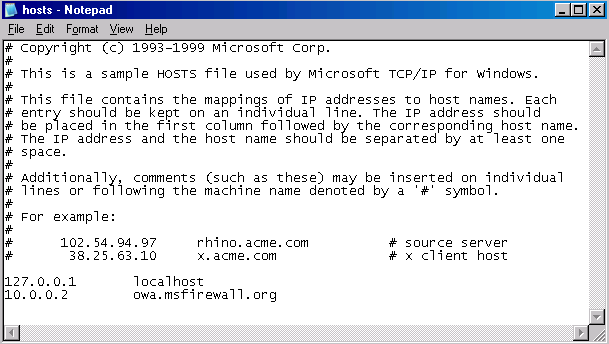 hosts - Notepad
File Edit Format View Help
# Copyright (c) 1993-1999 Microsoft Corp.
#
# This is a sample HOSTS file used by Microsoft TCP/IP for Windows.
#
# This file contains the mappings of IP addresses to host names. Each
# entry should be kept on an individual line. The IP address should
# be placed in the first column followed by the corresponding host name.
# The IP address and the host name should be separated by at least one
# space.
#
# Additionally, comments (such as these) may be inserted on individual
# lines or following the machine name denoted by a '#' symbol.
#
# For example:
#
#      102.54.94.97     rhino.acme.com          # source server
#       38.25.63.10     x.acme.com              # x client host

127.0.0.1       localhost
10.0.0.2        owa.msfirewall.org